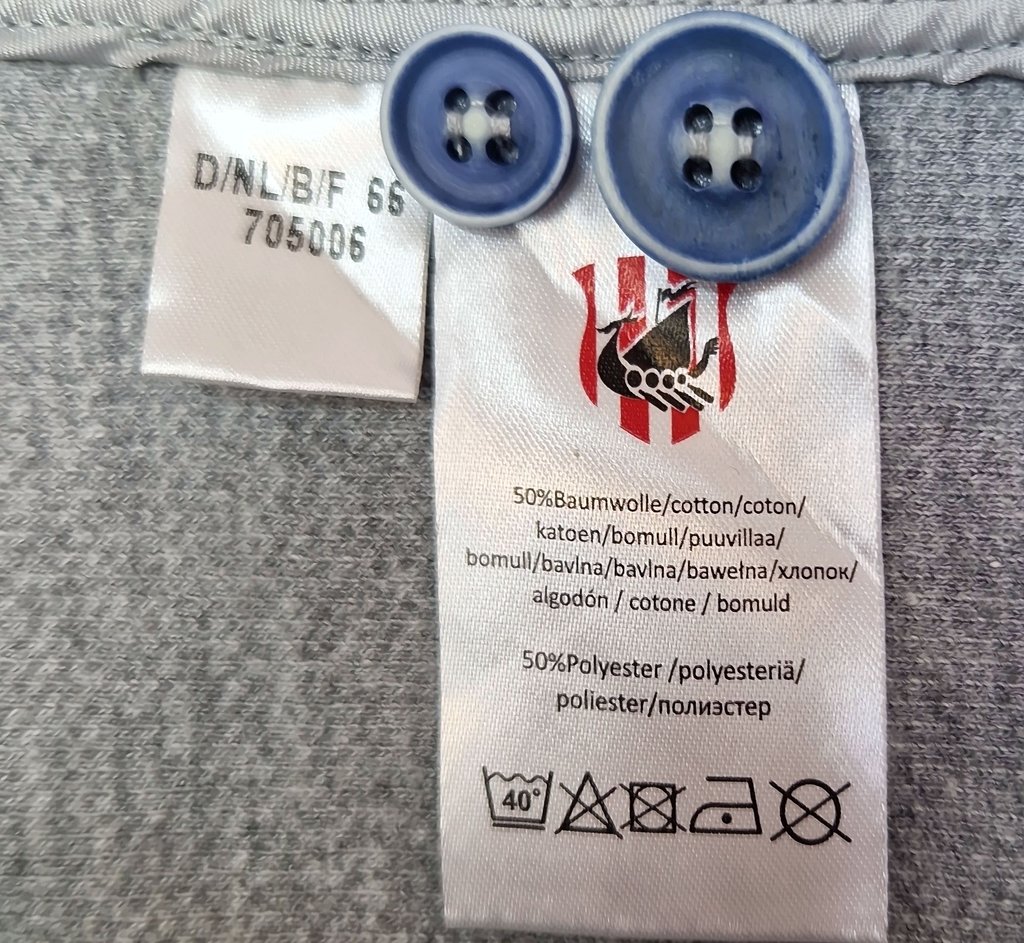 D/NL/B/F 66
705006
50%Baumwolle/cotton/coton/
katoen/bomull/puuvillaa/
bomull/bavlna/bavlna/bawełna/хлопок/
algodón / cotone / bomuld
50%Polyester /polyesteriä/
poliester/полиэстер
40°